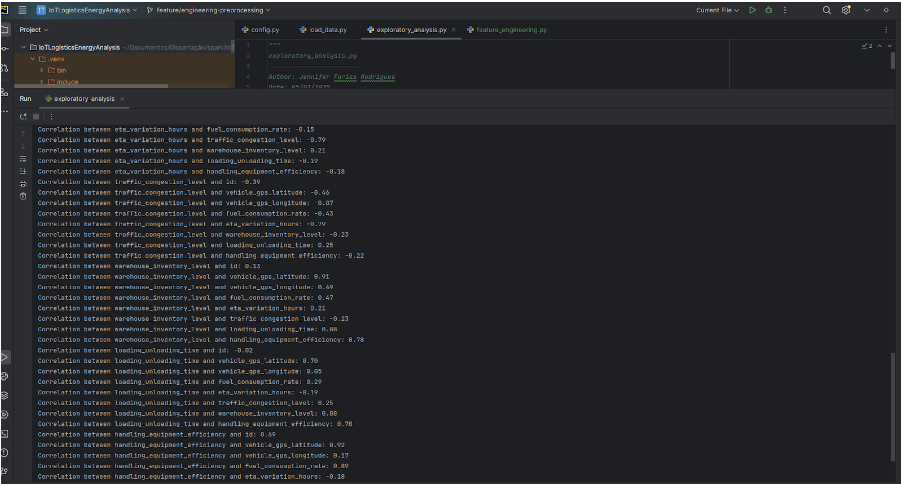 IoTLogisticsEnergyAnalysis feature/engineering-preprocessing Current File
Project
config.py load_data.py exploratory_analysis.py feature_engineering.py
IoTLogisticsEnergyAnalysis ~/Documentos/Dissertação/spark/
.venv
bin
include
1 """
2 exploratory_analysis.py
3
4 Author: Jennifer Farias Rodrigues
2
Run exploratory_analysis
Correlation between eta_variation_hours and fuel_consumption_rate: -0.15
Correlation between eta_variation_hours and traffic_congestion_level: -0.79
Correlation between eta_variation_hours and warehouse_inventory_level: 0.21
Correlation between eta_variation_hours and loading_unloading_time: -0.19
Correlation between eta_variation_hours and handling_equipment_efficiency: -0.18
Correlation between traffic_congestion_level and id: -0.39
Correlation between traffic_congestion_level and vehicle_gps_latitude: -0.46
Correlation between traffic_congestion_level and vehicle_gps_longitude: -0.07
Correlation between traffic_congestion_level and fuel_consumption_rate: -0.43
Correlation between traffic_congestion_level and eta_variation_hours: -0.79
Correlation between traffic_congestion_level and warehouse_inventory_level: -0.23
Correlation between traffic_congestion_level and loading_unloading_time: 0.25
Correlation between traffic_congestion_level and handling_equipment_efficiency: -0.22
Correlation between warehouse_inventory_level and id: 0.13
Correlation between warehouse_inventory_level and vehicle_gps_latitude: 0.91
Correlation between warehouse_inventory_level and vehicle_gps_longitude: 0.49
Correlation between warehouse_inventory_level and fuel_consumption_rate: 0.47
Correlation between warehouse_inventory_level and eta_variation_hours: 0.21
Correlation between warehouse_inventory_level and traffic_congestion_level: -0.23
Correlation between warehouse_inventory_level and loading_unloading_time: 0.88
Correlation between warehouse_inventory_level and handling_equipment_efficiency: 0.78
Correlation between loading_unloading_time and id: -0.02
Correlation between loading_unloading_time and vehicle_gps_latitude: 0.70
Correlation between loading_unloading_time and vehicle_gps_longitude: 0.05
Correlation between loading_unloading_time and fuel_consumption_rate: 0.29
Correlation between loading_unloading_time and eta_variation_hours: -0.19
Correlation between loading_unloading_time and traffic_congestion_level: 0.25
Correlation between loading_unloading_time and warehouse_inventory_level: 0.88
Correlation between loading_unloading_time and handling_equipment_efficiency: 0.70
Correlation between handling_equipment_efficiency and id: 0.69
Correlation between handling_equipment_efficiency and vehicle_gps_latitude: 0.92
Correlation between handling_equipment_efficiency and vehicle_gps_longitude: 0.17
Correlation between handling_equipment_efficiency and fuel_consumption_rate: 0.89
Correlation between handling_equipment_efficiency and eta_variation_hours: -0.18